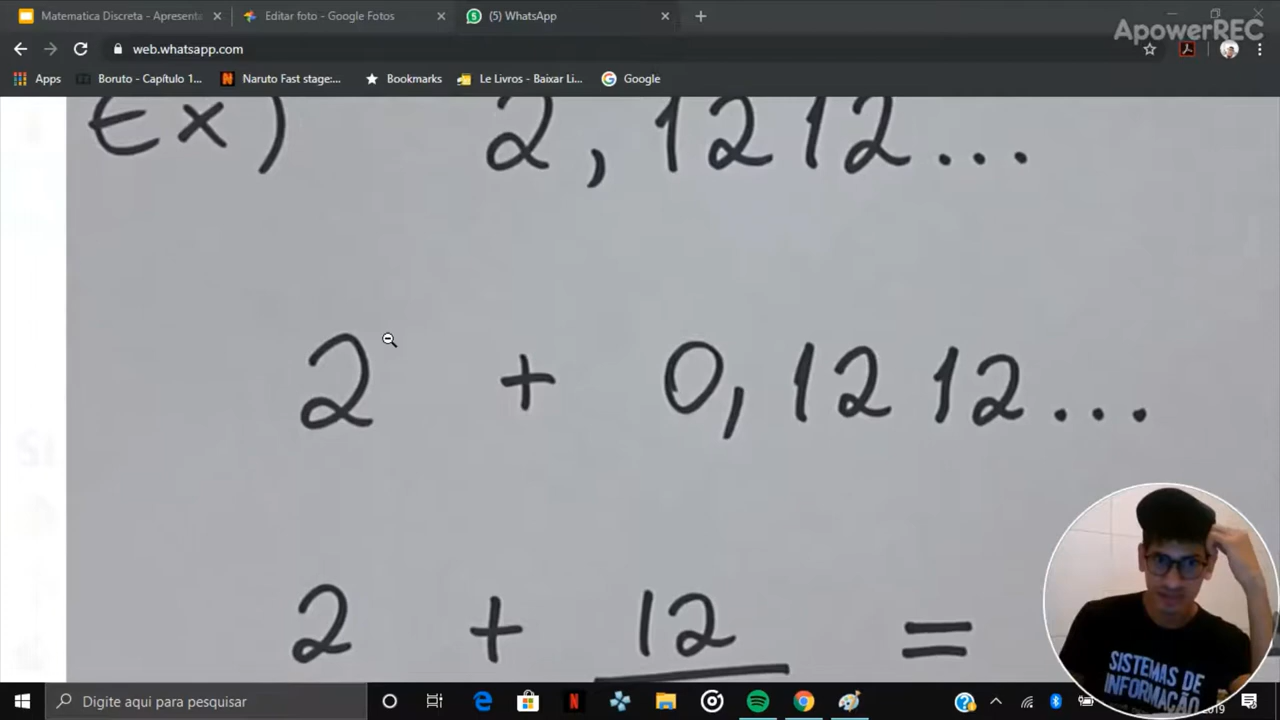 Matematica Discreta - Apresenta
Editar foto - Google Fotos
(5) WhatsApp
ApowerREC
web.whatsapp.com
Apps
Boruto - Capítulo 1...
Naruto Fast stage:...
Bookmarks
Le Livros - Baixar Li...
Google
Ex) 2,1212...
2 + 0,1212...
2 + 12 =
SISTEMAS DE
INFORMAÇÃO
Digite aqui para pesquisar
2019